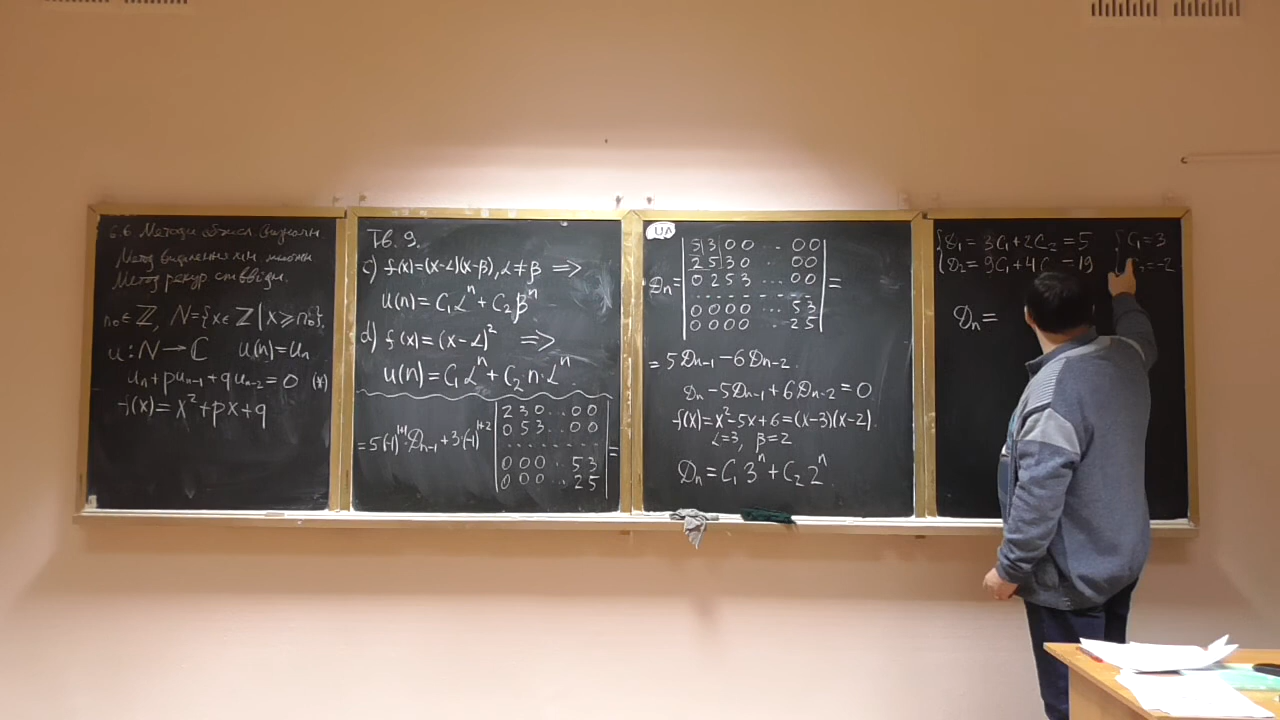 6.6 Методи обчисл. визначн.
Метод виділення лін. множн
Метод рекур співвідн.
n₀∈ℤ, N={x∈ℤ|x⩾n₀}.
u:N→ℂ u(n)=uₙ
uₙ+puₙ₋₁+quₙ₋₂=0 (*)
f(x)=x²+px+q
Тв. 9.
c) f(x)=(x-α)(x-β), α≠β ⇒
u(n)=C₁αⁿ+C₂βⁿ
d) f(x)=(x-α)² ⇒
u(n)=C₁αⁿ+C₂n·αⁿ
2 3 0 ... 0 0
0 5 3 ... 0 0
=5(-1)¹⁺¹Dₙ₋₁+3·(-1)¹⁺² =
0 0 0 ... 5 3
0 0 0 ... 2 5
UA
5 3 0 0 ... 0 0
2 5 3 0 ... 0 0
Dₙ= 0 2 5 3 ... 0 0 =
0 0 0 0 ... 5 3
0 0 0 0 ... 2 5
=5Dₙ₋₁-6Dₙ₋₂.
Dₙ-5Dₙ₋₁+6Dₙ₋₂=0.
f(x)=x²-5x+6=(x-3)(x-2).
α=3, β=2
Dₙ=C₁3ⁿ+C₂2ⁿ.
{D₁=3C₁+2C₂=5 {C₁=3
{D₂=9C₁+4C =19 =-2
Dₙ=